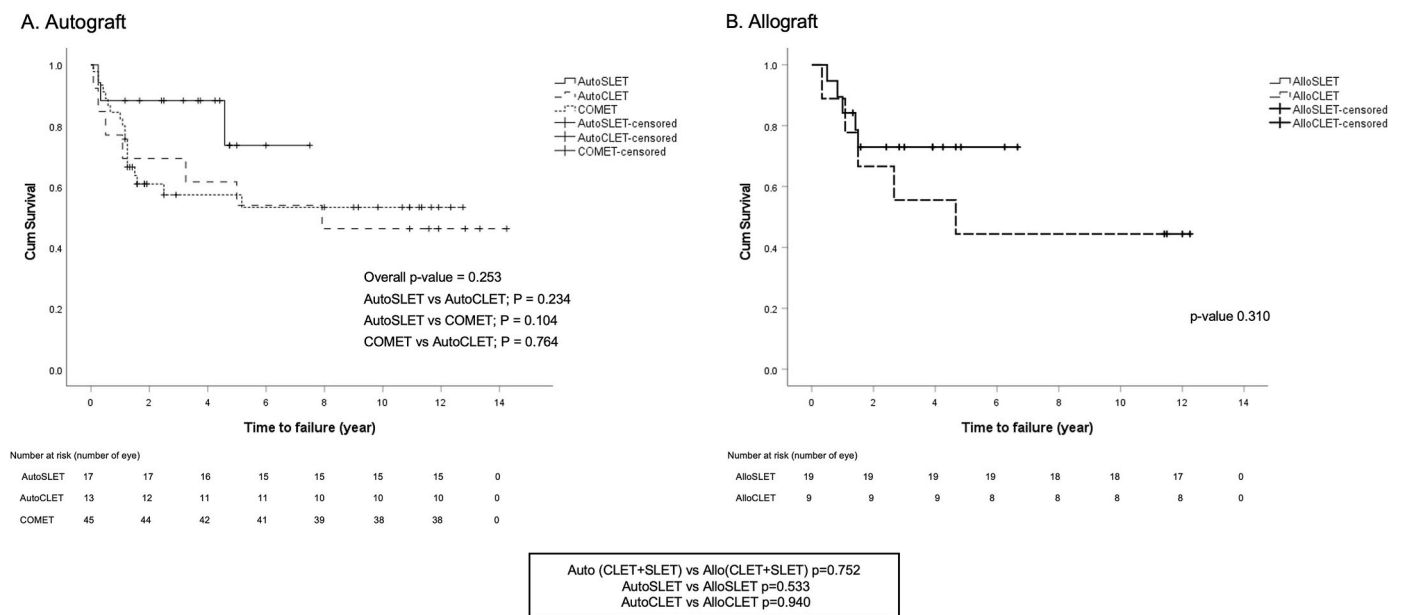 A. Autograft
1.0
0.8
0.6
0.4
0.2
0.0
Cum Survival
AutoSLET
AutoCLET
COMET
AutoSLET-censored
AutoCLET-censored
COMET-censored
Overall p-value = 0.253
AutoSLET vs AutoCLET; P = 0.234
AutoSLET vs COMET; P = 0.104
COMET vs AutoCLET; P = 0.764
0 2 4 6 8 10 12 14
Time to failure (year)
Number at risk (number of eye)
AutoSLET 17 17 16 15 15 15 15 0
AutoCLET 13 12 11 11 10 10 10 0
COMET 45 44 42 41 39 38 38 0
B. Allograft
1.0
0.8
0.6
0.4
0.2
0.0
Cum Survival
AlloSLET
AlloCLET
AlloSLET-censored
AlloCLET-censored
p-value 0.310
0 2 4 6 8 10 12 14
Time to failure (year)
Number at risk (number of eye)
AlloSLET 19 19 19 19 18 18 17 0
AlloCLET 9 9 9 8 8 8 8 0
Auto (CLET+SLET) vs Allo(CLET+SLET) p=0.752
AutoSLET vs AlloSLET p=0.533
AutoCLET vs AlloCLET p=0.940